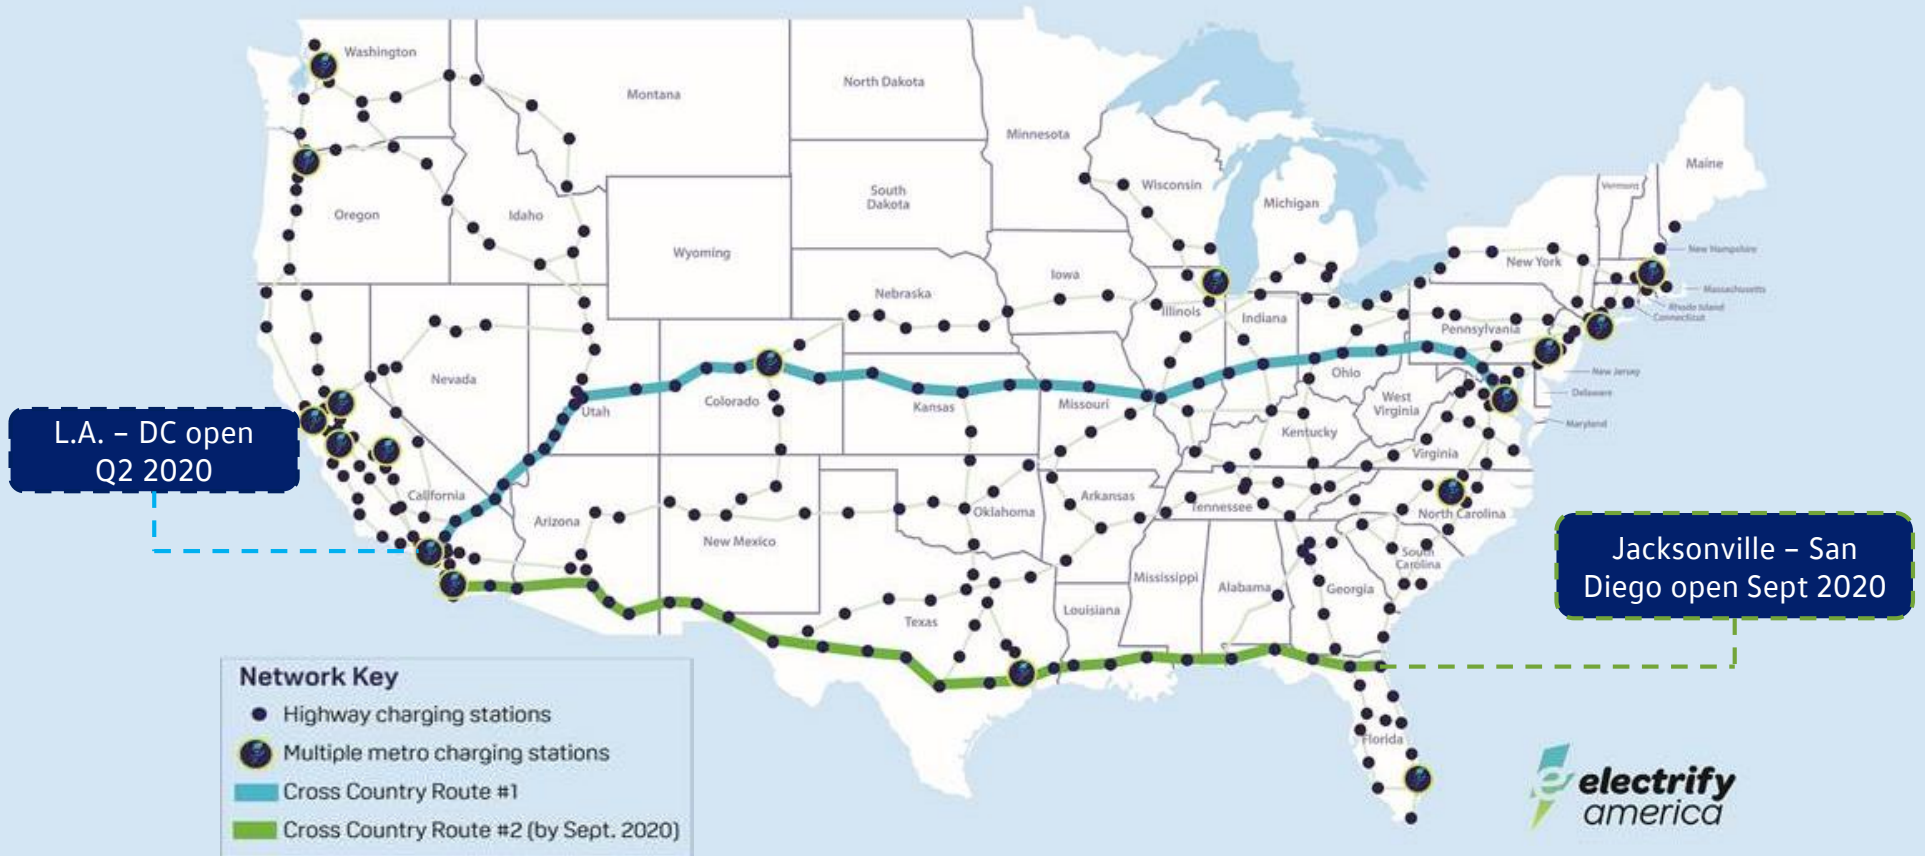 Washington
Montana
North Dakota
Minnesota
Maine
Oregon
Idaho
Wyoming
South
Dakota
Wisconsin
Michigan
Vermont
New York
New Hampshire
Massachusetts
Rhode Island
Connecticut
Nebraska
Iowa
Illinois
Indiana
Pennsylvania
Nevada
Utah
Colorado
Kansas
Missouri
Ohio
West
Virginia
New Jersey
Delaware
Maryland
Kentucky
Virginia
L.A. – DC open
Q2 2020
California
Arizona
New Mexico
Oklahoma
Arkansas
Tennessee
North Carolina
South
Carolina
Texas
Louisiana
Mississippi
Alabama
Georgia
Florida
Jacksonville – San
Diego open Sept 2020
Network Key
Highway charging stations
Multiple metro charging stations
Cross Country Route #1
Cross Country Route #2 (by Sept. 2020)
electrify
america